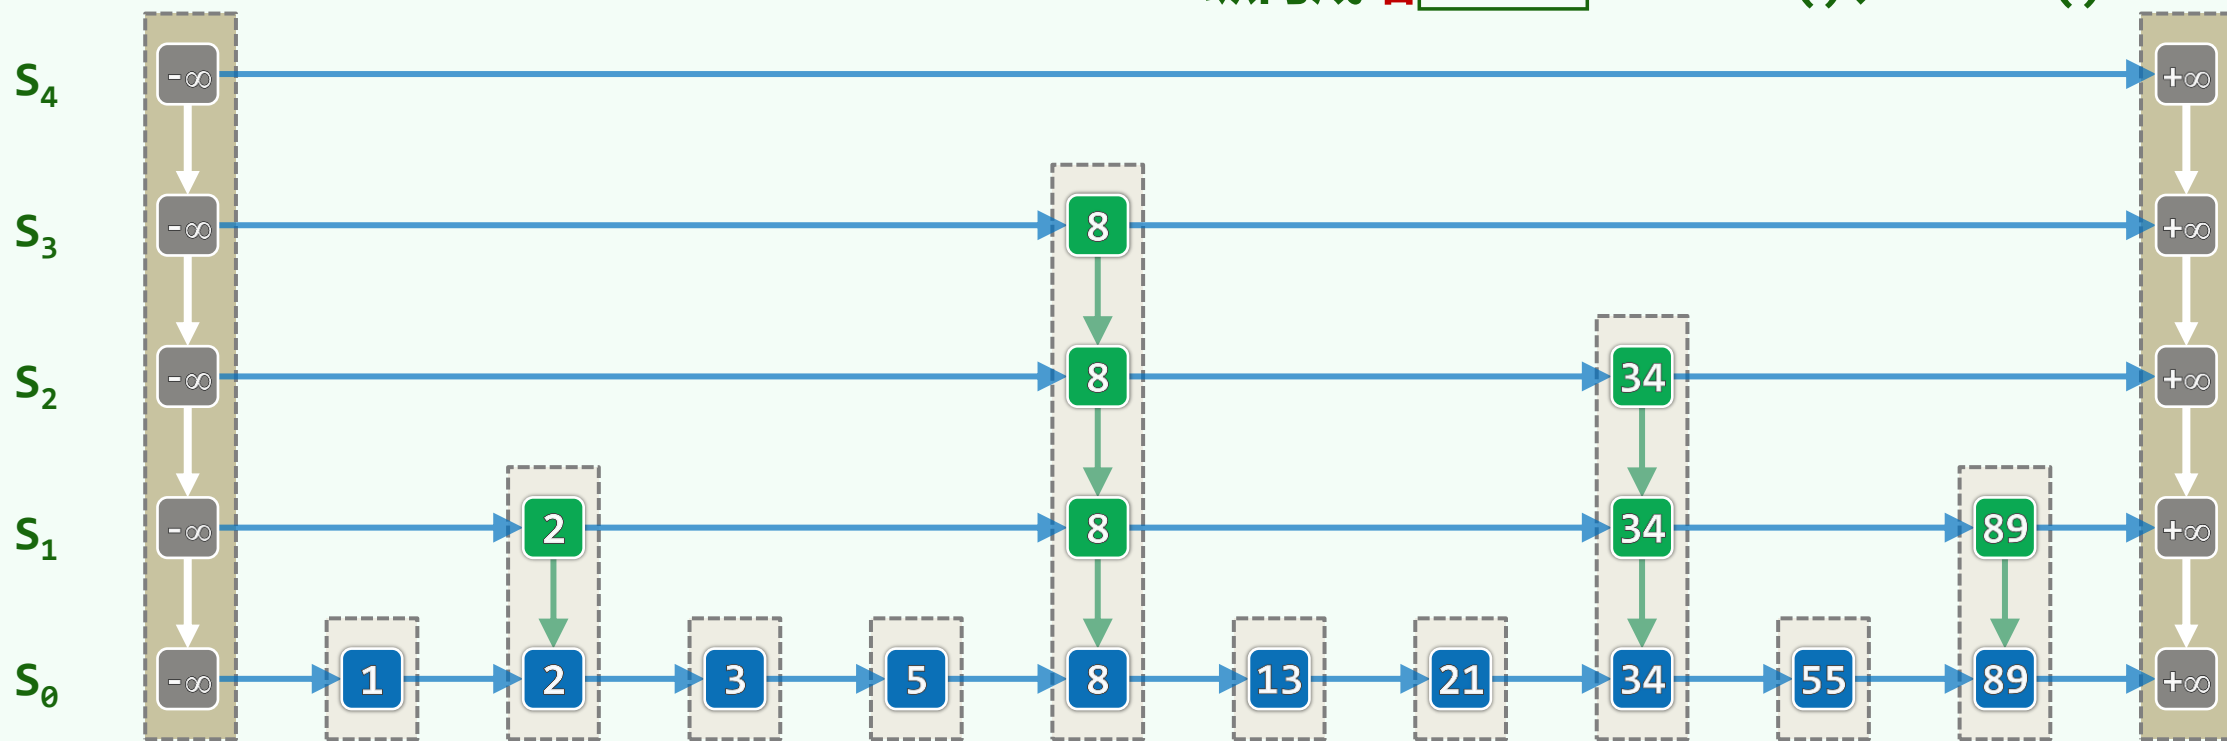 S4 -∞ +∞
S3 -∞ 8 +∞
S2 -∞ 8 34 +∞
S1 -∞ 2 8 34 89 +∞
S0 -∞ 1 2 3 5 8 13 21 34 55 89 +∞